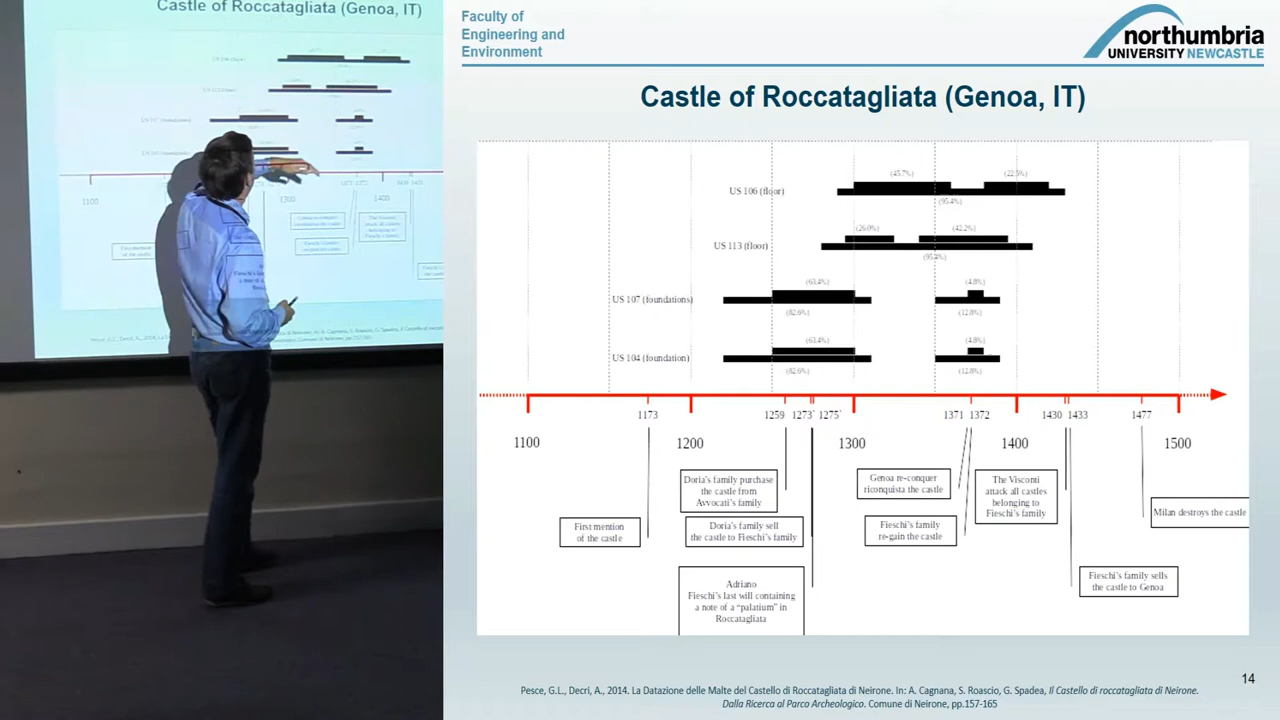 Castle of Roccatagliata (Genoa, IT)
1100
1300
1400
Faculty of
Engineering and
Environment
northumbria
UNIVERSITY NEWCASTLE
Castle of Roccatagliata (Genoa, IT)
(45.7%)
(22.5%)
US 106 (floor)
(95.4%)
(26.0%)
(42.2%)
US 113 (floor)
(95.4%)
(63.4%)
(4.8%)
US 107 (foundations)
(82.6%)
(12.8%)
(63.4%)
(4.8%)
US 104 (foundation)
(82.6%)
(12.8%)
1173
1259
1273
1275
1371
1372
1430
1433
1477
1100
1200
1300
1400
1500
Doria's family purchase
the castle from
Avvocati's family
Genoa re-conquer
riconquista the castle
The Visconti
attack all castles
belonging to
Fieschi's family
Milan destroys the castle
First mention
of the castle
Doria's family sell
the castle to Fieschi's family
Fieschi's family
re-gain the castle
Adriano
Fieschi's last will containing
a note of a "palatium" in
Roccatagliata
Fieschi's family sells
the castle to Genoa
14
Pesce, G.L., Decri, A., 2014. La Datazione delle Malte del Castello di Roccatagliata di Neirone. In: A. Cagnana, S. Roascio, G. Spadea, Il Castello di roccatagliata di Neirone.
Dalla Ricerca al Parco Archeologico. Comune di Neirone, pp.157-165